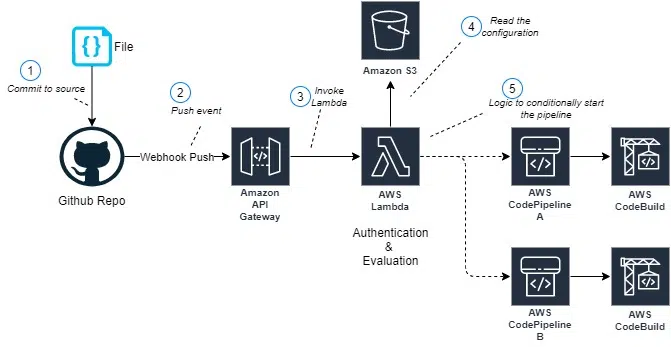 File
1
Commit to source
Github Repo
2
Push event
Webhook Push
Amazon
API
Gateway
3
Invoke
Lambda
Amazon S3
4
Read the
configuration
AWS
Lambda
Authentication
&
Evaluation
5
Logic to conditionally start
the pipeline
AWS
CodePipeline
A
AWS
CodeBuild
AWS
CodePipeline
B
AWS
CodeBuild